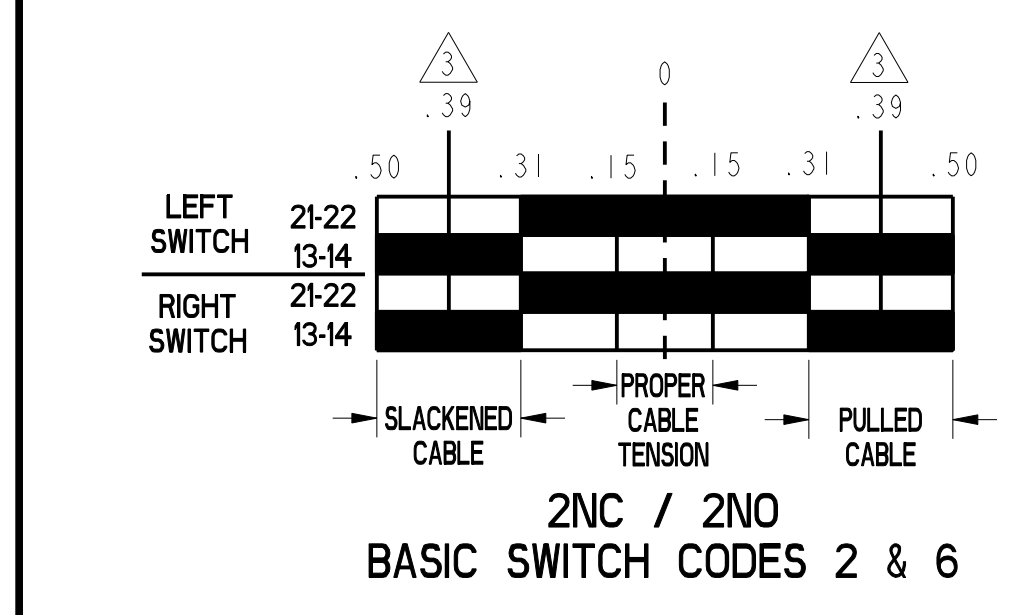 3 0 3
.39 .39
.50 .31 .15 .15 .31 .50
LEFT SWITCH 21-22
13-14
RIGHT SWITCH 21-22
13-14
SLACKENED CABLE
PROPER CABLE TENSION
PULLED CABLE
2NC / 2NO
BASIC SWITCH CODES 2 & 6